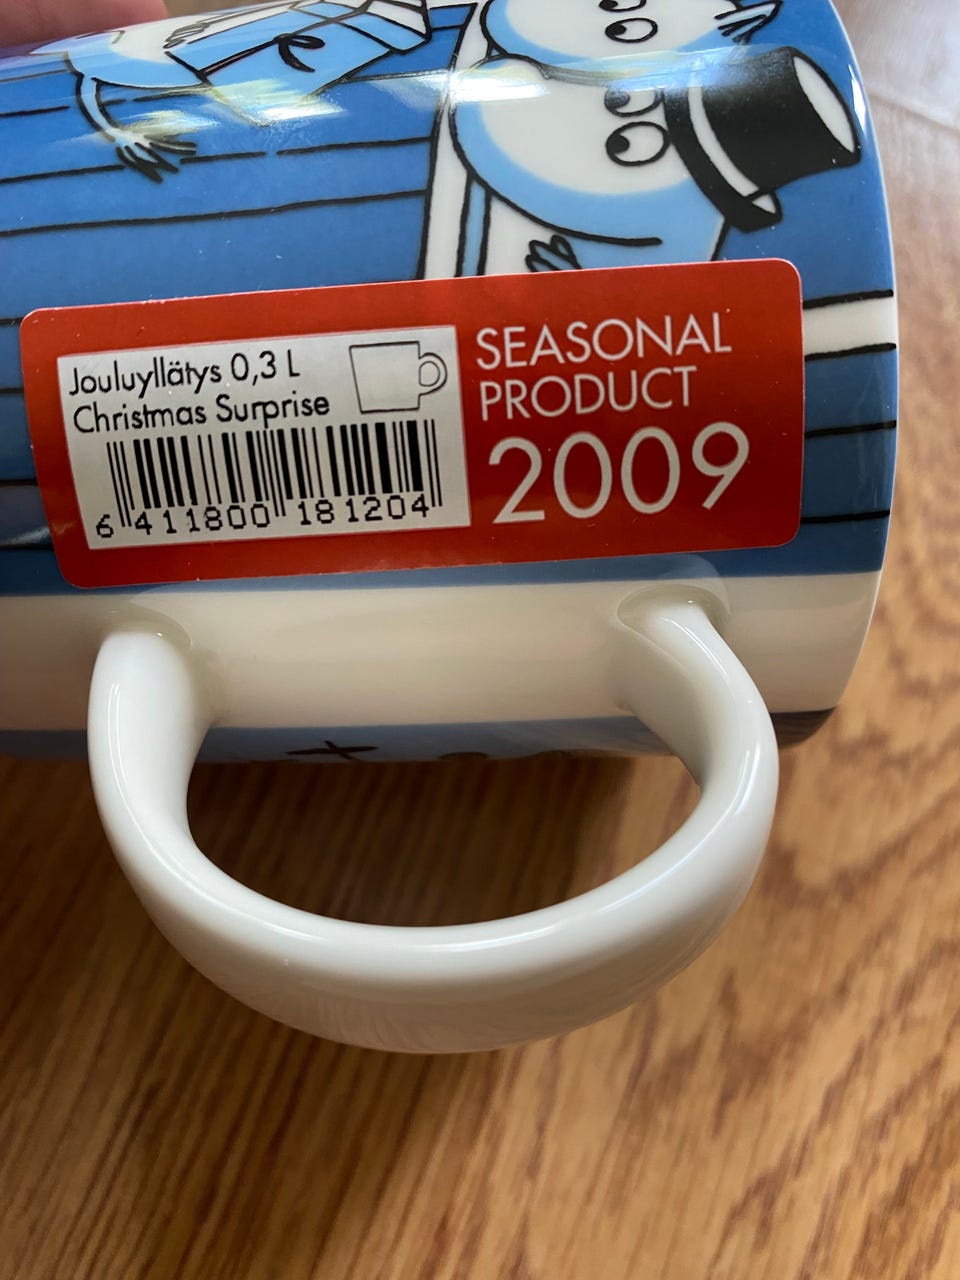 Jouluyllätys 0,3 L
Christmas Surprise
6 411800 181204
SEASONAL
PRODUCT
2009